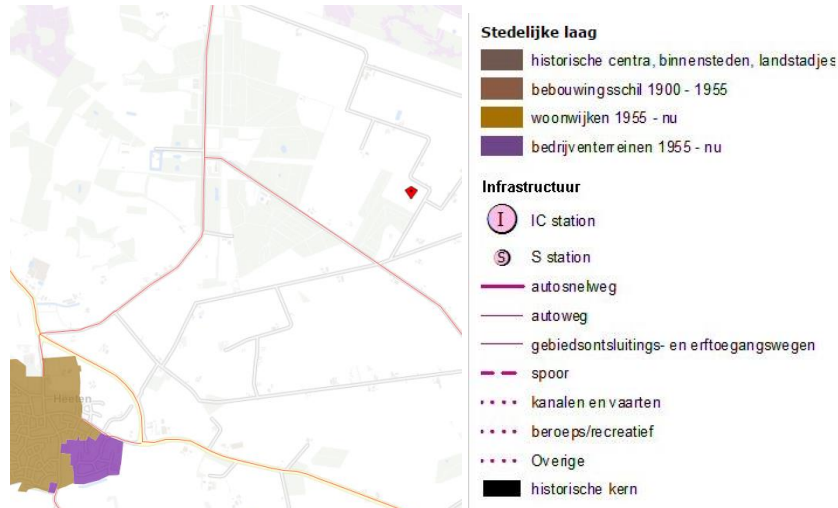 Stedelijke laag
historische centra, binnensteden, landstadjes
bebouwingsschil 1900 - 1955
woonwijken 1955 - nu
bedrijventerreinen 1955 - nu
Infrastructuur
I IC station
S S station
autosnelweg
autoweg
gebiedsontsluitings- en erftoegangswegen
spoor
kanalen en vaarten
beroeps/recreatief
Overige
historische kern
Heeten